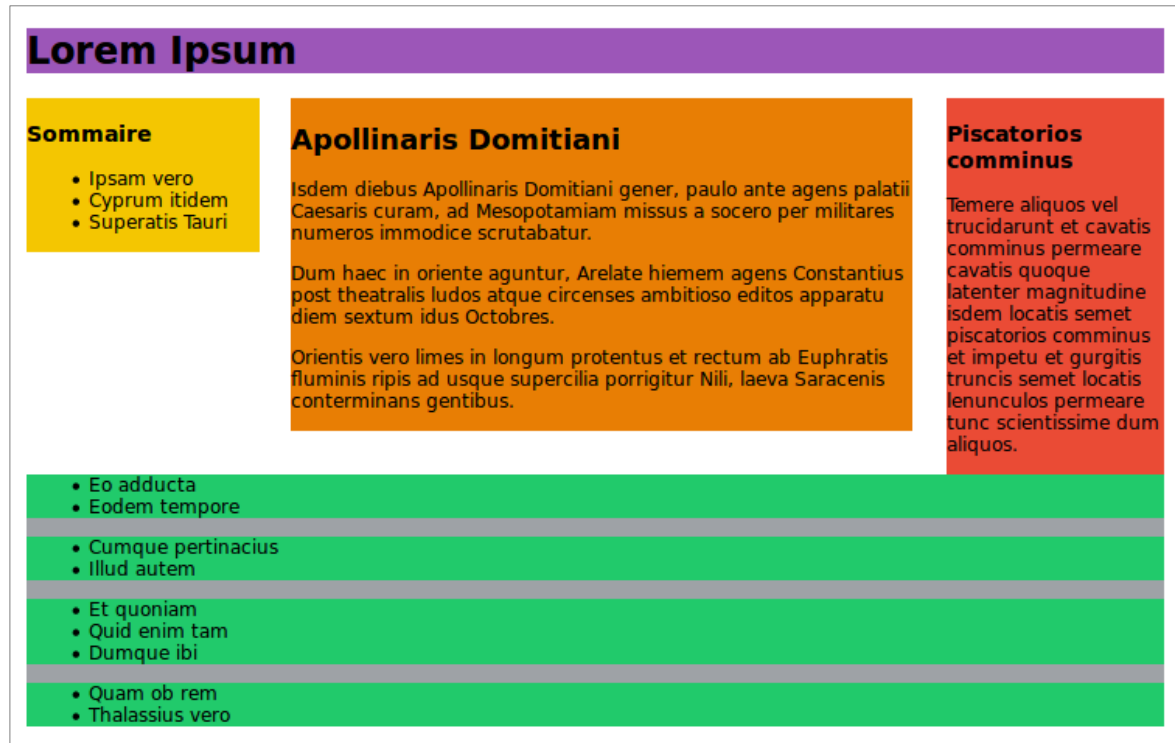 Lorem Ipsum
Sommaire
Ipsam vero
Cyprum itidem
Superatis Tauri
Apollinaris Domitiani
Isdem diebus Apollinaris Domitiani gener, paulo ante agens palatii
Caesaris curam, ad Mesopotamiam missus a socero per militares
numeros immodice scrutabatur.
Dum haec in oriente aguntur, Arelate hiemem agens Constantius
post theatralis ludos atque circenses ambitioso editos apparatu
diem sextum idus Octobres.
Orientis vero limes in longum protentus et rectum ab Euphratis
fluminis ripis ad usque supercilia porrigitur Nili, laeva Saracenis
conterminans gentibus.
Piscatorios
comminus
Temere aliquos vel
trucidarunt et cavatis
comminus permeare
cavatis quoque
latenter magnitudine
isdem locatis semet
piscatorios comminus
et impetu et gurgitis
truncis semet locatis
lenunculos permeare
tunc scientissime dum
aliquos.
Eo adducta
Eodem tempore
Cumque pertinacius
Illud autem
Et quoniam
Quid enim tam
Dumque ibi
Quam ob rem
Thalassius vero